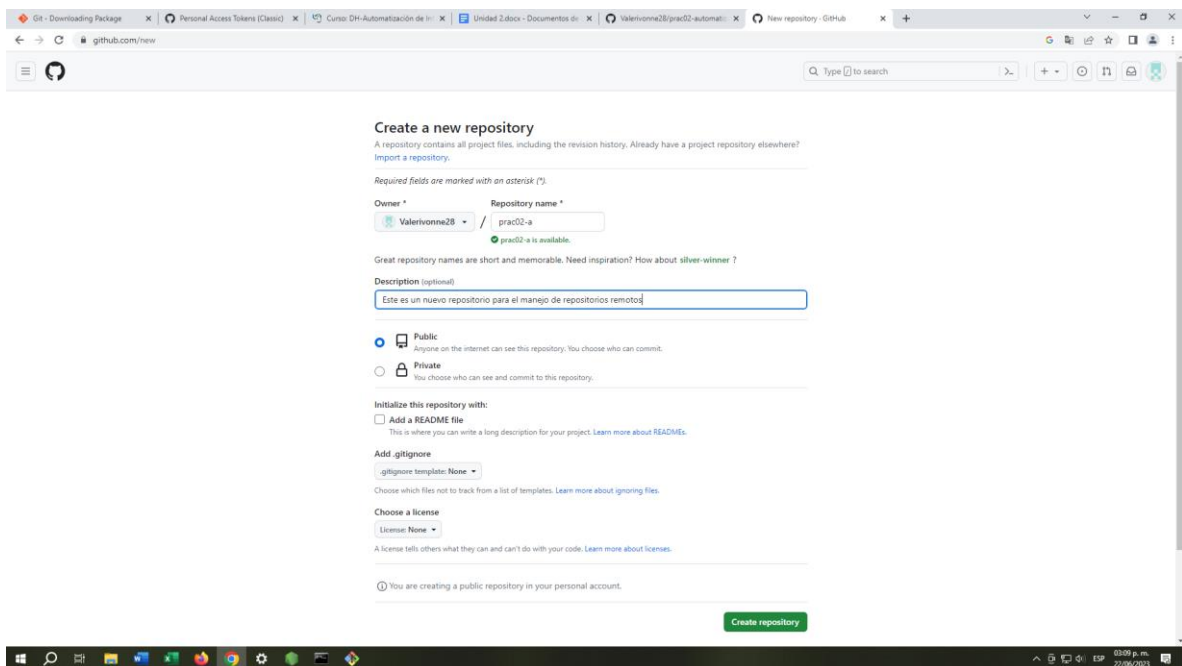 Git - Downloading Package
Personal Access Tokens (Classic)
Curso: DH-Automatización de In
Unidad 2.docx - Documentos de
Valerivonne28/prac02-automatiz
New repository · GitHub
github.com/new
Type / to search
Create a new repository
A repository contains all project files, including the revision history. Already have a project repository elsewhere?
Import a repository.
Required fields are marked with an asterisk (*).
Owner * Repository name *
Valerivonne28 / prac02-a
prac02-a is available.
Great repository names are short and memorable. Need inspiration? How about silver-winner ?
Description (optional)
Este es un nuevo repositorio para el manejo de repositorios remotos
Public
Anyone on the internet can see this repository. You choose who can commit.
Private
You choose who can see and commit to this repository.
Initialize this repository with:
Add a README file
This is where you can write a long description for your project. Learn more about READMEs.
Add .gitignore
.gitignore template: None
Choose which files not to track from a list of templates. Learn more about ignoring files.
Choose a license
License: None
A license tells others what they can and can't do with your code. Learn more about licenses.
You are creating a public repository in your personal account.
Create repository
ESP
03:09 p. m.
22/06/2023